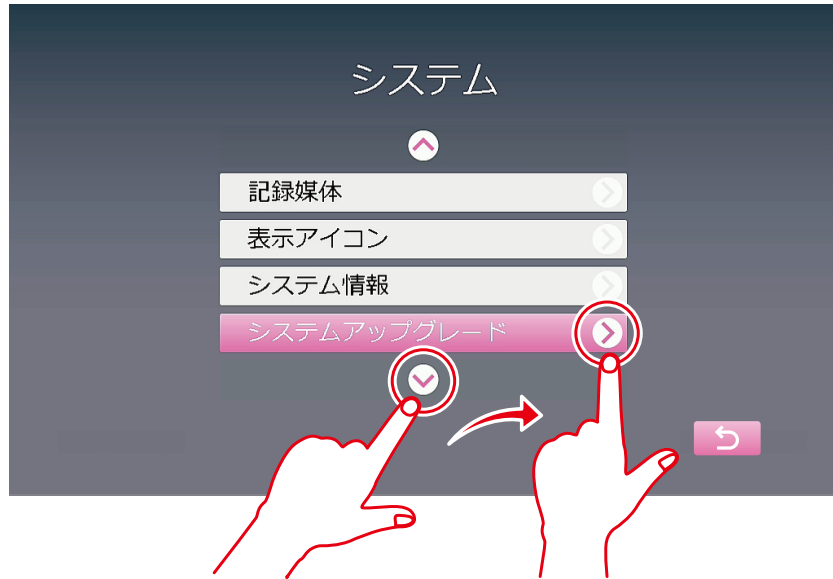 システム
記録媒体
表示アイコン
システム情報
システムアップグレード